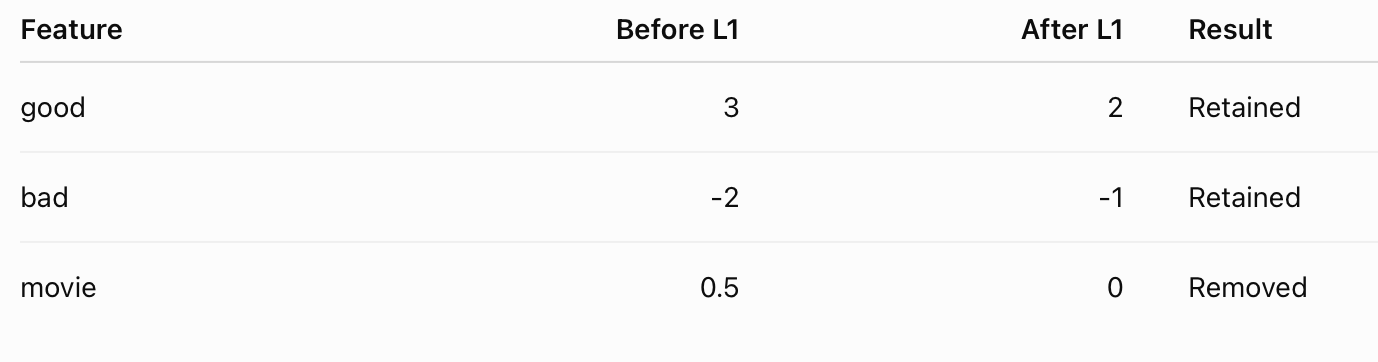 Feature Before L1 After L1 Result
good 3 2 Retained
bad -2 -1 Retained
movie 0.5 0 Removed